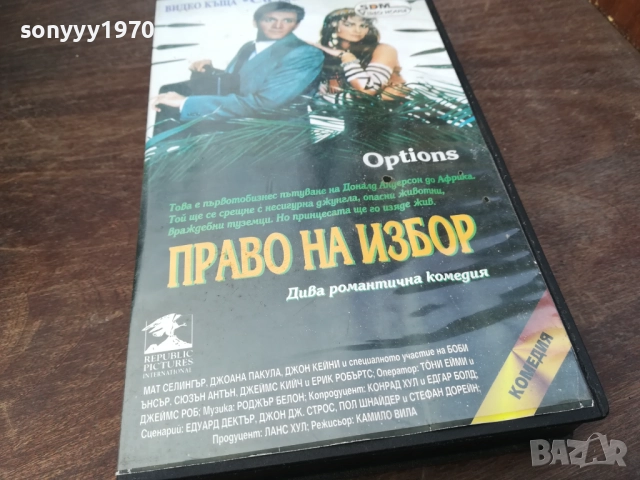 sonyyy1970
ВИДЕО КЪЩА
SDM
Options
Това е първотобизнес пътуване на Доналд Андерсон до Африка.
Той ще се срещне с несигурна джунгла, опасни животни,
враждебни туземци. Но принцесата ще го изяде жив.
ПРАВО НА ИЗБОР
Дива романтична комедия
REPUBLIC
PICTURES
INTERNATIONAL
КОМЕДИЯ
МАТ СЕЛИНГЪР, ДЖОАНА ПАКУЛА, ДЖОН КЕЙНИ и специалното участие на БОБИ
ЪНСЪР, СЮЗЪН АНТЪН, ДЖЕЙМС КИЙЧ и ЕРИК РОБЪРТС; Оператор: ТОНИ ЕЙМИ и
ДЖЕЙМС РОБ; Музика: РОДЖЪР БЕЛОН; Копродуцент: КОНРАД ХУЛ и ЕДГАР БОЛД;
Сценарий: ЕДУАРД ДЕКТЪР, ДЖОН ДЖ. СТРОС, ПОЛ ШНАЙДЕР и СТЕФАН ДОРЕЙН;
Продуцент: ЛАНС ХУЛ; Режисьор: КАМИЛО ВИЛА
BAZAR